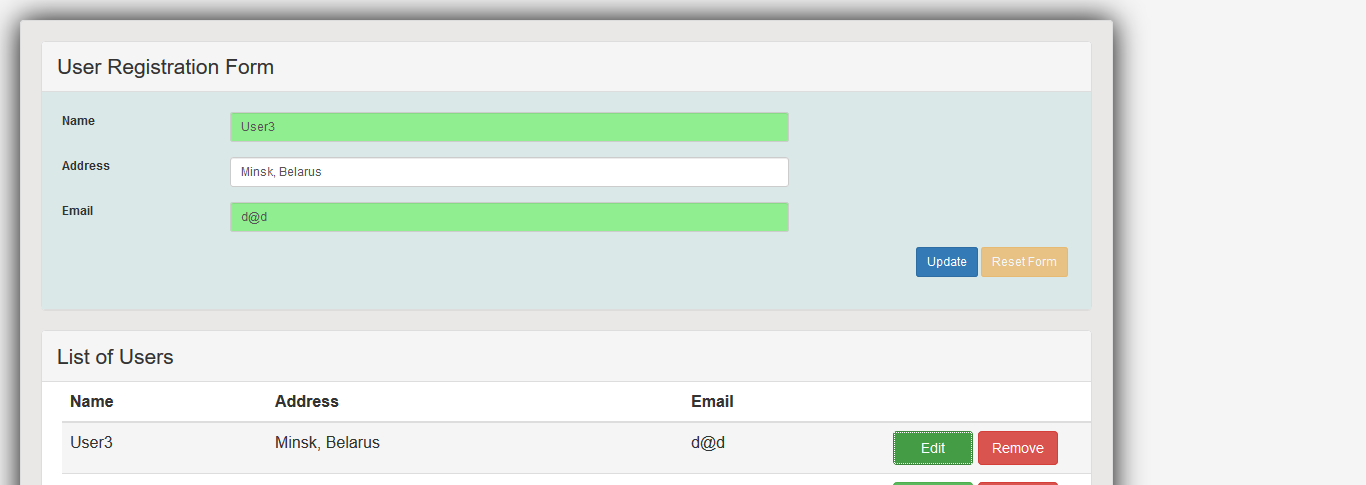 User Registration Form
Name
User3
Address
Minsk, Belarus
Email
d@d
Update Reset Form
List of Users
Name Address Email
User3 Minsk, Belarus d@d Edit Remove